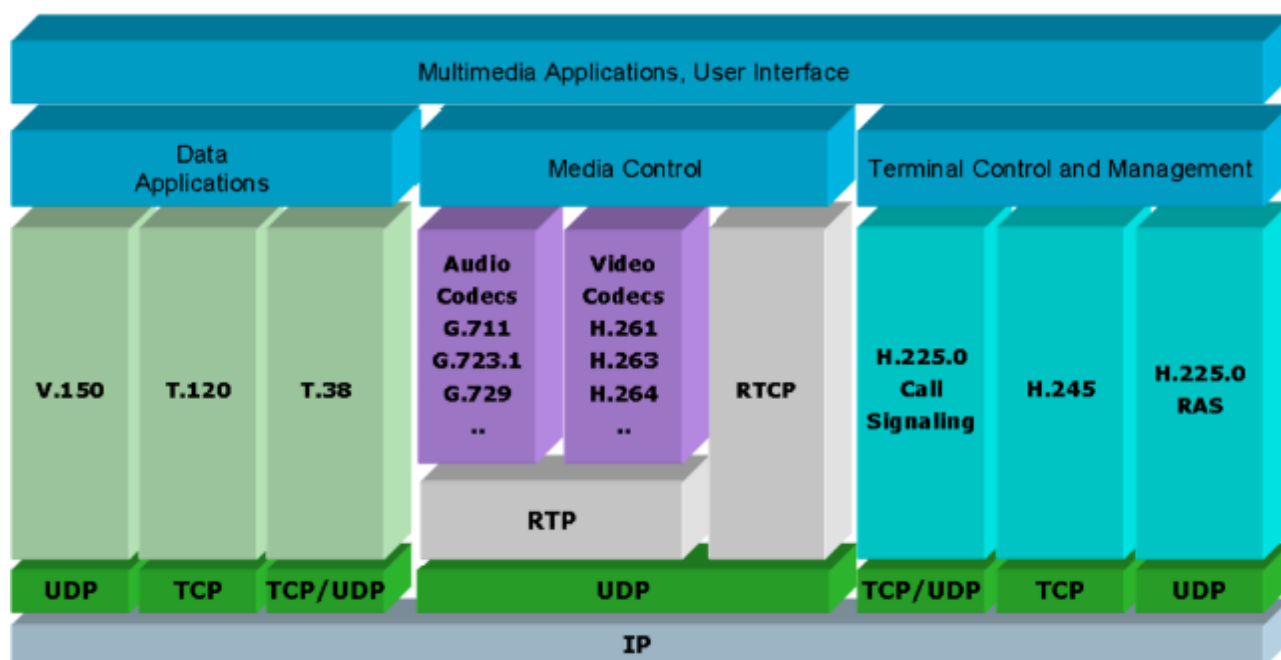 Multimedia Applications, User Interface
Data
Applications
Media Control
Terminal Control and Management
V.150
T.120
T.38
Audio
Codecs
G.711
G.723.1
G.729
..
Video
Codecs
H.261
H.263
H.264
..
RTCP
RTP
H.225.0
Call
Signaling
H.245
H.225.0
RAS
UDP
TCP
TCP/UDP
UDP
TCP/UDP
TCP
UDP
IP